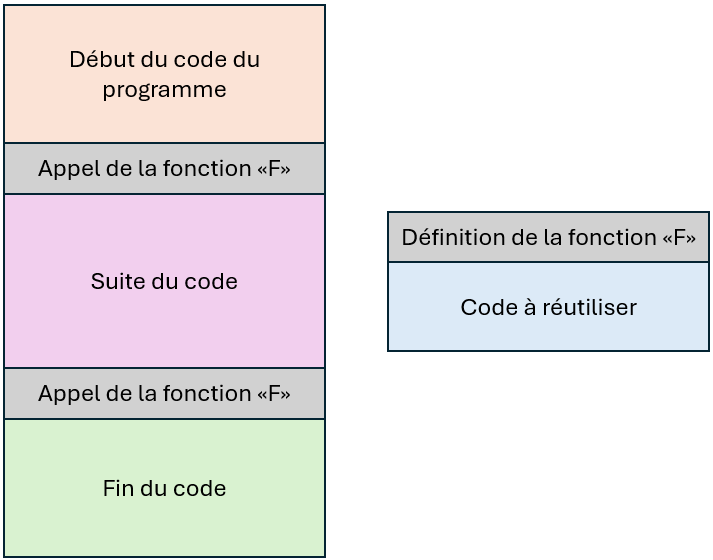 Début du code du
programme
Appel de la fonction «F»
Suite du code
Appel de la fonction «F»
Fin du code
Définition de la fonction «F»
Code à réutiliser